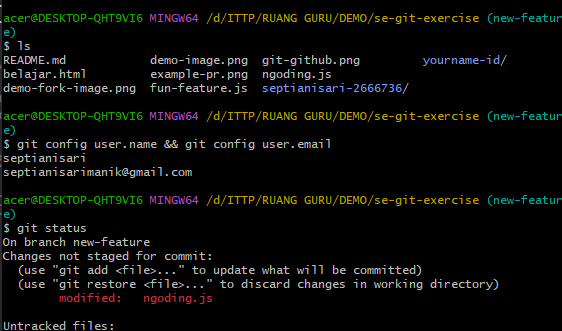 acer@DESKTOP-QHT9VI6 MINGW64 /d/ITTP/RUANG GURU/DEMO/se-git-exercise (new-featur
e)
$ ls
README.md demo-image.png git-github.png yourname-id/
belajar.html example-pr.png ngoding.js
demo-fork-image.png fun-feature.js septianisari-2666736/
acer@DESKTOP-QHT9VI6 MINGW64 /d/ITTP/RUANG GURU/DEMO/se-git-exercise (new-featur
e)
$ git config user.name && git config user.email
septianisari
septianisarimanik@gmail.com
acer@DESKTOP-QHT9VI6 MINGW64 /d/ITTP/RUANG GURU/DEMO/se-git-exercise (new-featur
e)
$ git status
On branch new-feature
Changes not staged for commit:
(use "git add <file>..." to update what will be committed)
(use "git restore <file>..." to discard changes in working directory)
modified: ngoding.js
Untracked files: